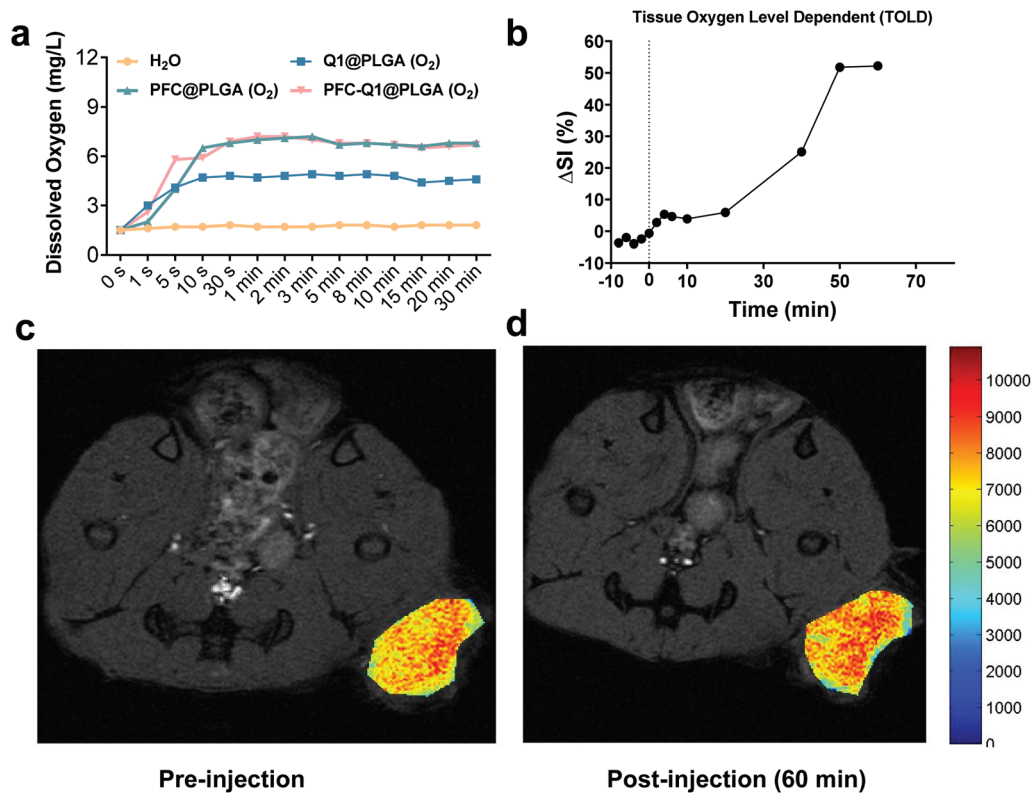 a
Dissolved Oxygen (mg/L)
12
9
6
3
0
H₂O
Q1@PLGA (O₂)
PFC@PLGA (O₂)
PFC-Q1@PLGA (O₂)
0 s
1 s
5 s
10 s
30 s
1 min
2 min
3 min
5 min
8 min
10 min
15 min
20 min
30 min
b
Tissue Oxygen Level Dependent (TOLD)
ΔSI (%)
60
50
40
30
20
10
0
-10
-10
0
10
30
50
70
Time (min)
c
Pre-injection
d
Post-injection (60 min)
10000
9000
8000
7000
6000
5000
4000
3000
2000
1000
0